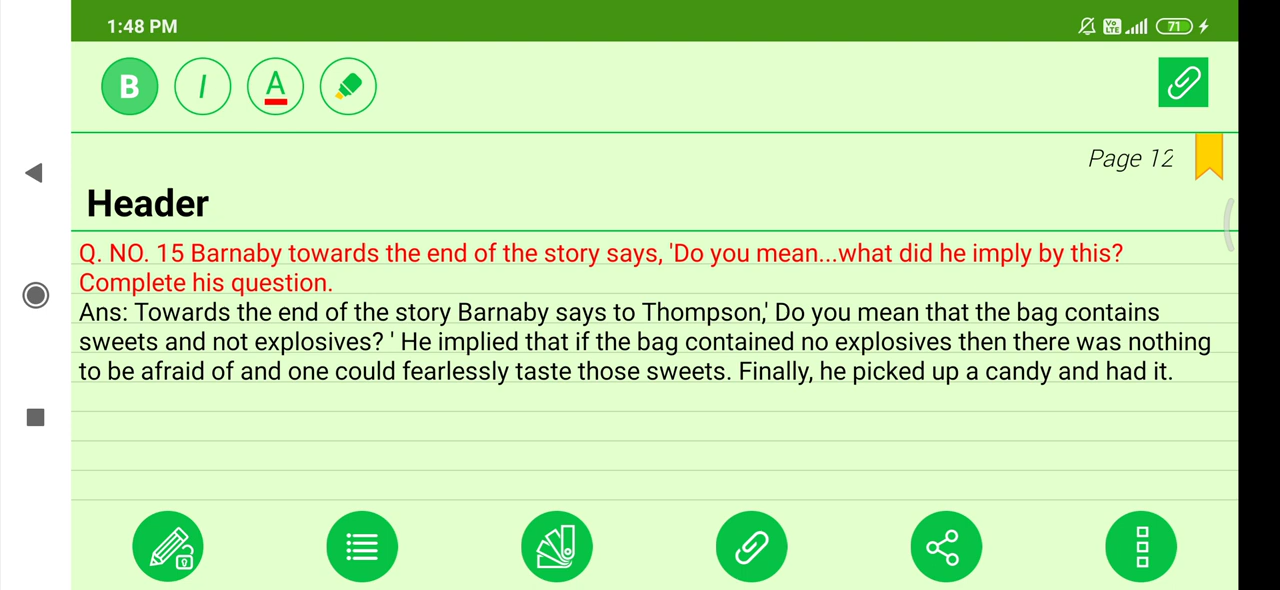 1:48 PM
Vo LTE 71
B I A
Page 12
Header
Q. NO. 15 Barnaby towards the end of the story says, 'Do you mean...what did he imply by this?
Complete his question.
Ans: Towards the end of the story Barnaby says to Thompson,' Do you mean that the bag contains
sweets and not explosives? ' He implied that if the bag contained no explosives then there was nothing
to be afraid of and one could fearlessly taste those sweets. Finally, he picked up a candy and had it.